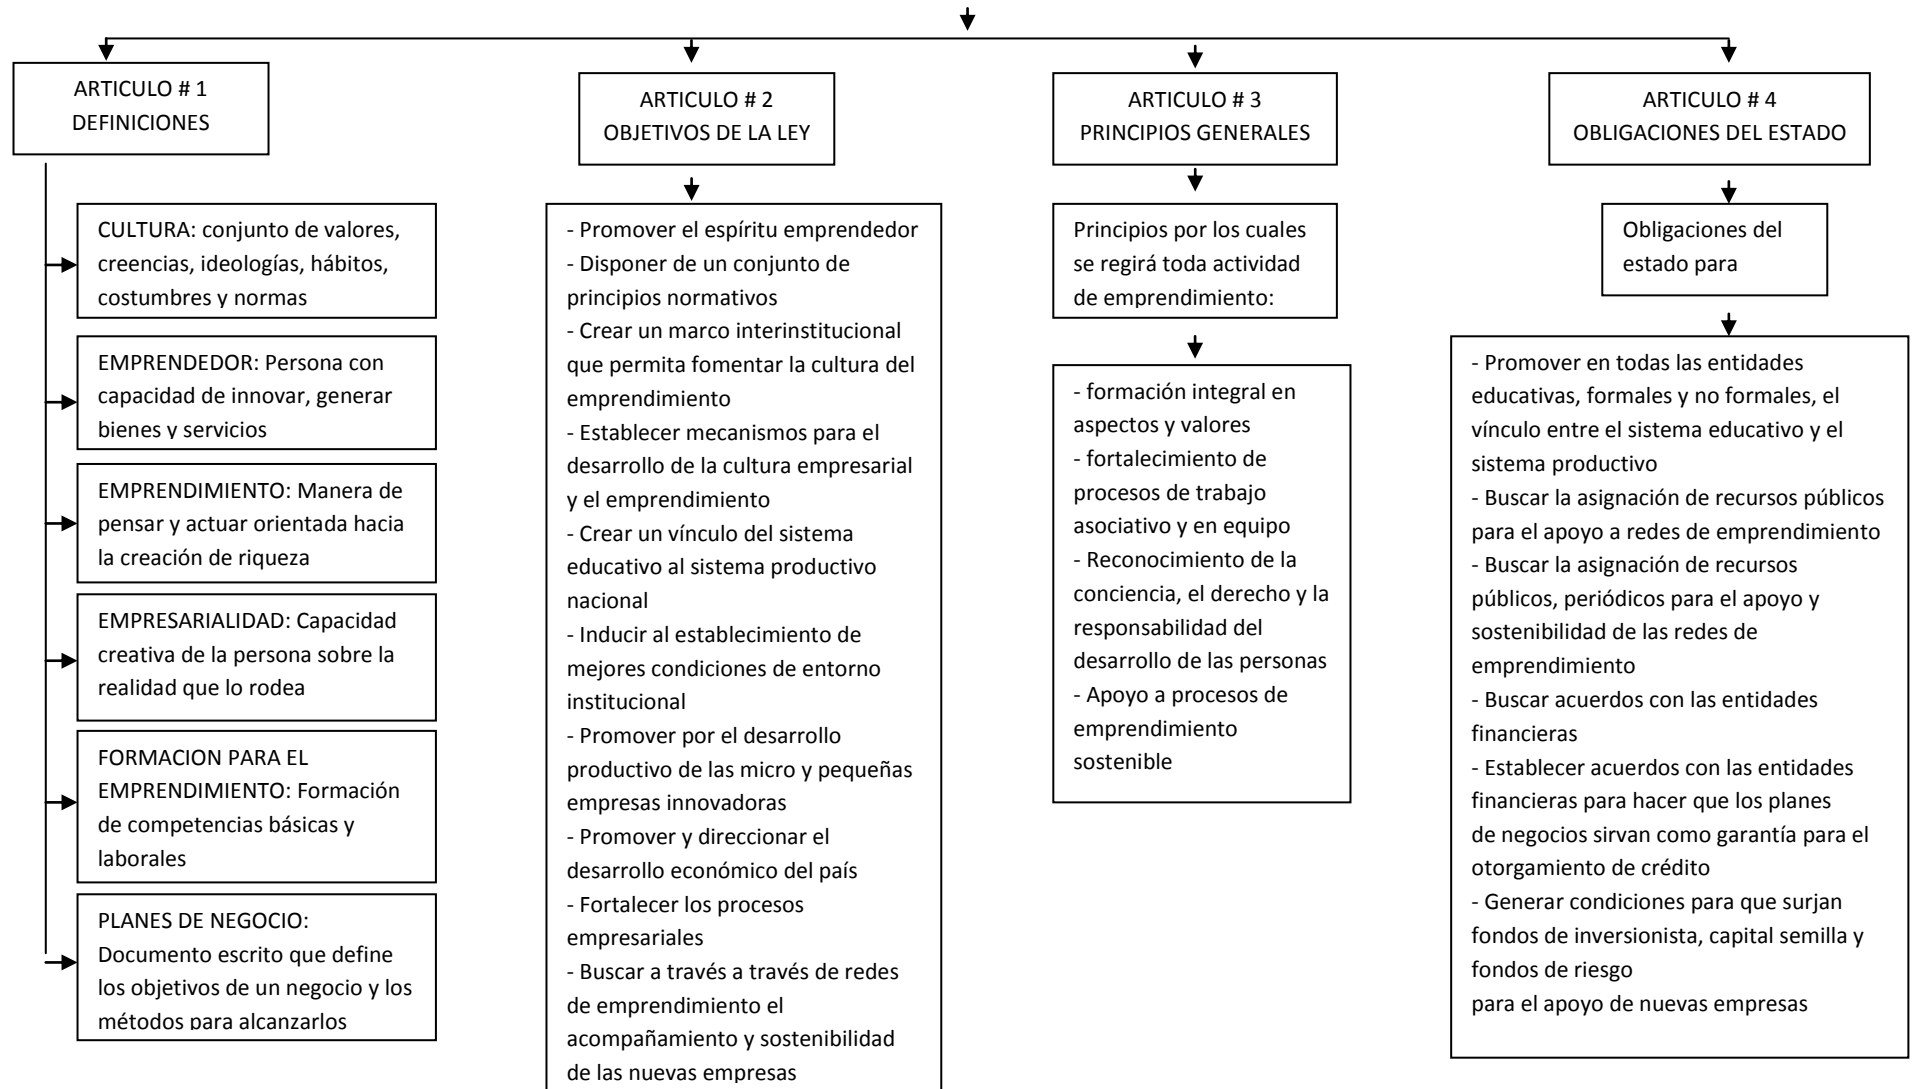 ARTICULO # 1
DEFINICIONES
CULTURA: conjunto de valores,
creencias, ideologías, hábitos,
costumbres y normas
EMPRENDEDOR: Persona con
capacidad de innovar, generar
bienes y servicios
EMPRENDIMIENTO: Manera de
pensar y actuar orientada hacia
la creación de riqueza
EMPRESARIALIDAD: Capacidad
creativa de la persona sobre la
realidad que lo rodea
FORMACION PARA EL
EMPRENDIMIENTO: Formación
de competencias básicas y
laborales
PLANES DE NEGOCIO:
Documento escrito que define
los objetivos de un negocio y los
métodos para alcanzarlos
ARTICULO # 2
OBJETIVOS DE LA LEY
- Promover el espíritu emprendedor
- Disponer de un conjunto de
principios normativos
- Crear un marco interinstitucional
que permita fomentar la cultura del
emprendimiento
- Establecer mecanismos para el
desarrollo de la cultura empresarial
y el emprendimiento
- Crear un vínculo del sistema
educativo al sistema productivo
nacional
- Inducir al establecimiento de
mejores condiciones de entorno
institucional
- Promover por el desarrollo
productivo de las micro y pequeñas
empresas innovadoras
- Promover y direccionar el
desarrollo económico del país
- Fortalecer los procesos
empresariales
- Buscar a través a través de redes
de emprendimiento el
acompañamiento y sostenibilidad
de las nuevas empresas
ARTICULO # 3
PRINCIPIOS GENERALES
Principios por los cuales
se regirá toda actividad
de emprendimiento:
- formación integral en
aspectos y valores
- fortalecimiento de
procesos de trabajo
asociativo y en equipo
- Reconocimiento de la
conciencia, el derecho y la
responsabilidad del
desarrollo de las personas
- Apoyo a procesos de
emprendimiento
sostenible
ARTICULO # 4
OBLIGACIONES DEL ESTADO
Obligaciones del
estado para
- Promover en todas las entidades
educativas, formales y no formales, el
vínculo entre el sistema educativo y el
sistema productivo
- Buscar la asignación de recursos públicos
para el apoyo a redes de emprendimiento
- Buscar la asignación de recursos
públicos, periódicos para el apoyo y
sostenibilidad de las redes de
emprendimiento
- Buscar acuerdos con las entidades
financieras
- Establecer acuerdos con las entidades
financieras para hacer que los planes
de negocios sirvan como garantía para el
otorgamiento de crédito
- Generar condiciones para que surjan
fondos de inversionista, capital semilla y
fondos de riesgo
para el apoyo de nuevas empresas